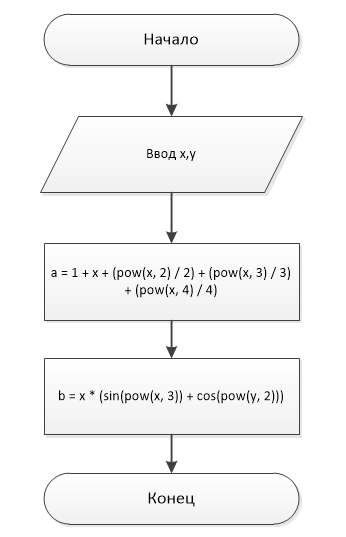 Начало
Ввод x,y
a = 1 + x + (pow(x, 2) / 2) + (pow(x, 3) / 3)
+ (pow(x, 4) / 4)
b = x * (sin(pow(x, 3)) + cos(pow(y, 2)))
Конец